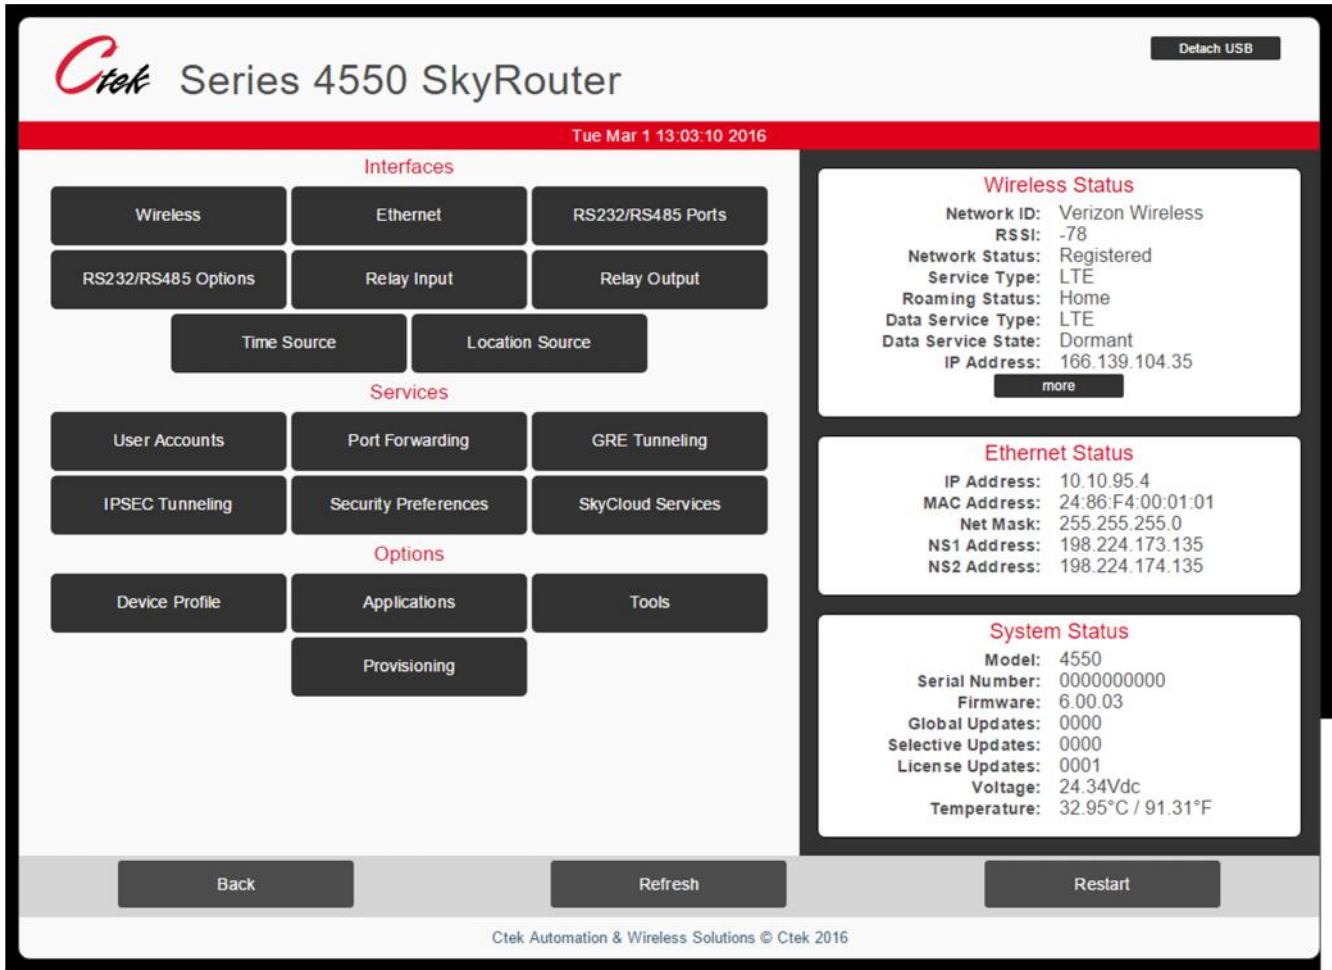 Ctek Series 4550 SkyRouter
Detach USB
Tue Mar 1 13:03:10 2016
Interfaces
Wireless Ethernet RS232/RS485 Ports
RS232/RS485 Options Relay Input Relay Output
Time Source Location Source
Services
User Accounts Port Forwarding GRE Tunneling
IPSEC Tunneling Security Preferences SkyCloud Services
Options
Device Profile Applications Tools
Provisioning
Wireless Status
Network ID: Verizon Wireless
RSSI: -78
Network Status: Registered
Service Type: LTE
Roaming Status: Home
Data Service Type: LTE
Data Service State: Dormant
IP Address: 166.139.104.35
more
Ethernet Status
IP Address: 10.10.95.4
MAC Address: 24:86:F4:00:01:01
Net Mask: 255.255.255.0
NS1 Address: 198.224.173.135
NS2 Address: 198.224.174.135
System Status
Model: 4550
Serial Number: 0000000000
Firmware: 6.00.03
Global Updates: 0000
Selective Updates: 0000
License Updates: 0001
Voltage: 24.34Vdc
Temperature: 32.95°C / 91.31°F
Back Refresh Restart
Ctek Automation & Wireless Solutions © Ctek 2016